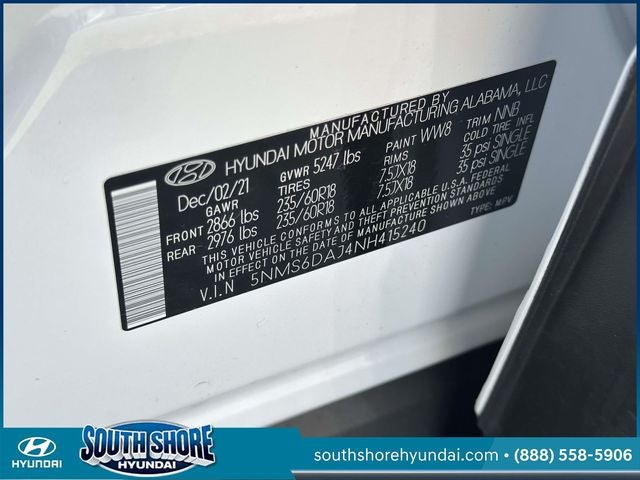 MANUFACTURED BY
HYUNDAI MOTOR MANUFACTURING ALABAMA, LLC
Dec/02/21 GVWR 5247 lbs PAINT WW8 TRIM NNB
GAWR TIRES RIMS COLD TIRE INFL
FRONT 2866 lbs 235/60R18 7.5JX18 35 psi SINGLE
REAR 2976 lbs 235/60R18 7.5JX18 35 psi SINGLE
THIS VEHICLE CONFORMS TO ALL APPLICABLE U.S.A. FEDERAL
MOTOR VEHICLE SAFETY AND THEFT PREVENTION STANDARDS
IN EFFECT ON THE DATE OF MANUFACTURE SHOWN ABOVE
V.I.N 5NMS6DAJ4NH415240 TYPE: M.P.V
HYUNDAI
SOUTH SHORE
HYUNDAI
southshorehyundai.com • (888) 558-5906